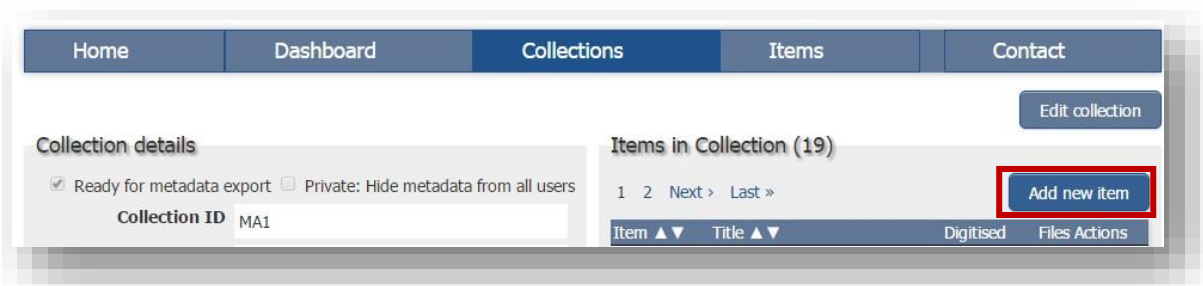 Home Dashboard Collections Items Contact
Edit collection
Collection details
Ready for metadata export Private: Hide metadata from all users
Collection ID MA1
Items in Collection (19)
1 2 Next › Last »
Add new item
Item ▲▼ Title ▲▼ Digitised Files Actions